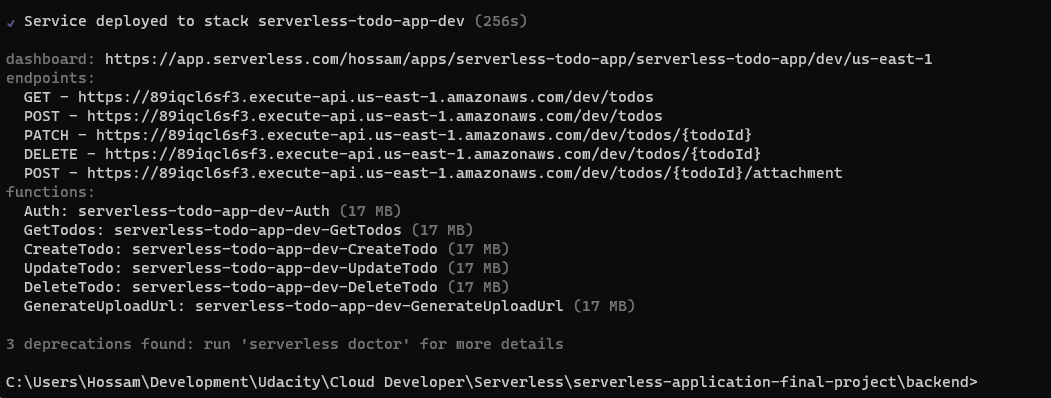 ✓ Service deployed to stack serverless-todo-app-dev (256s)
dashboard: https://app.serverless.com/hossam/apps/serverless-todo-app/serverless-todo-app/dev/us-east-1
endpoints:
GET - https://89iqcl6sf3.execute-api.us-east-1.amazonaws.com/dev/todos
POST - https://89iqcl6sf3.execute-api.us-east-1.amazonaws.com/dev/todos
PATCH - https://89iqcl6sf3.execute-api.us-east-1.amazonaws.com/dev/todos/{todoId}
DELETE - https://89iqcl6sf3.execute-api.us-east-1.amazonaws.com/dev/todos/{todoId}
POST - https://89iqcl6sf3.execute-api.us-east-1.amazonaws.com/dev/todos/{todoId}/attachment
functions:
Auth: serverless-todo-app-dev-Auth (17 MB)
GetTodos: serverless-todo-app-dev-GetTodos (17 MB)
CreateTodo: serverless-todo-app-dev-CreateTodo (17 MB)
UpdateTodo: serverless-todo-app-dev-UpdateTodo (17 MB)
DeleteTodo: serverless-todo-app-dev-DeleteTodo (17 MB)
GenerateUploadUrl: serverless-todo-app-dev-GenerateUploadUrl (17 MB)
3 deprecations found: run 'serverless doctor' for more details
C:\Users\Hossam\Development\Udacity\Cloud Developer\Serverless\serverless-application-final-project\backend>